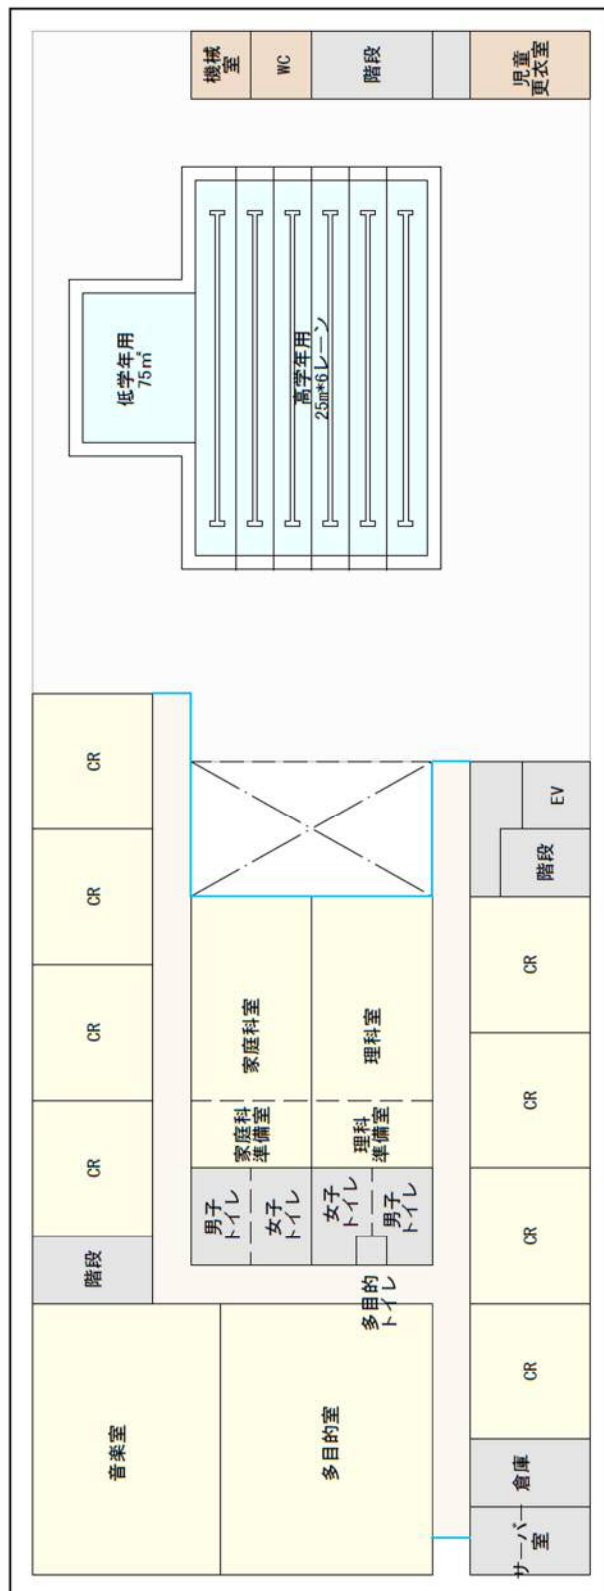 音楽室
階段
CR
CR
CR
CR
低学年用
75㎡
機械
室
WC
多目的室
男子
トイレ
女子
トイレ
家庭科
準備室
家庭科室
女子
トイレ
男子
トイレ
多目的
トイレ
理科
準備室
理科室
高学年用
25m*6レーン
階段
サーバー
室
倉庫
CR
CR
CR
CR
階段
EV
児童
更衣室